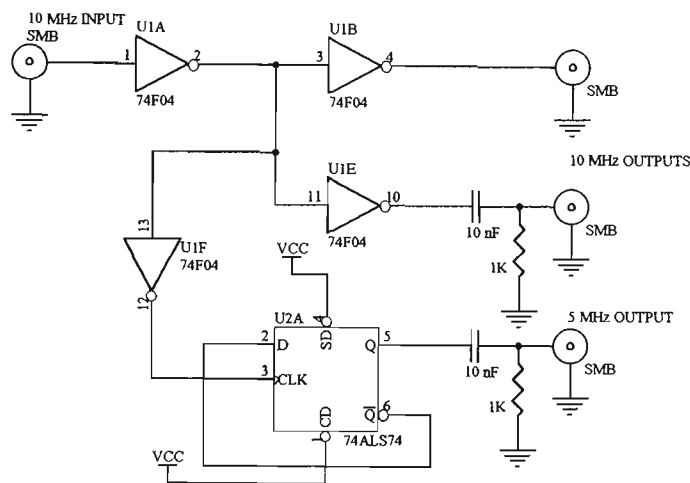 10 MHz INPUT
SMB
U1A
1
2
74F04
U1B
3
4
74F04
SMB
10 MHz OUTPUTS
U1E
11
10
74F04
10 nF
1K
SMB
13
U1F
74F04
12
VCC
U2A
4
SD
2
D
Q
5
3
CLK
CD
Q
6
1
74ALS74
VCC
5 MHz OUTPUT
10 nF
1K
SMB